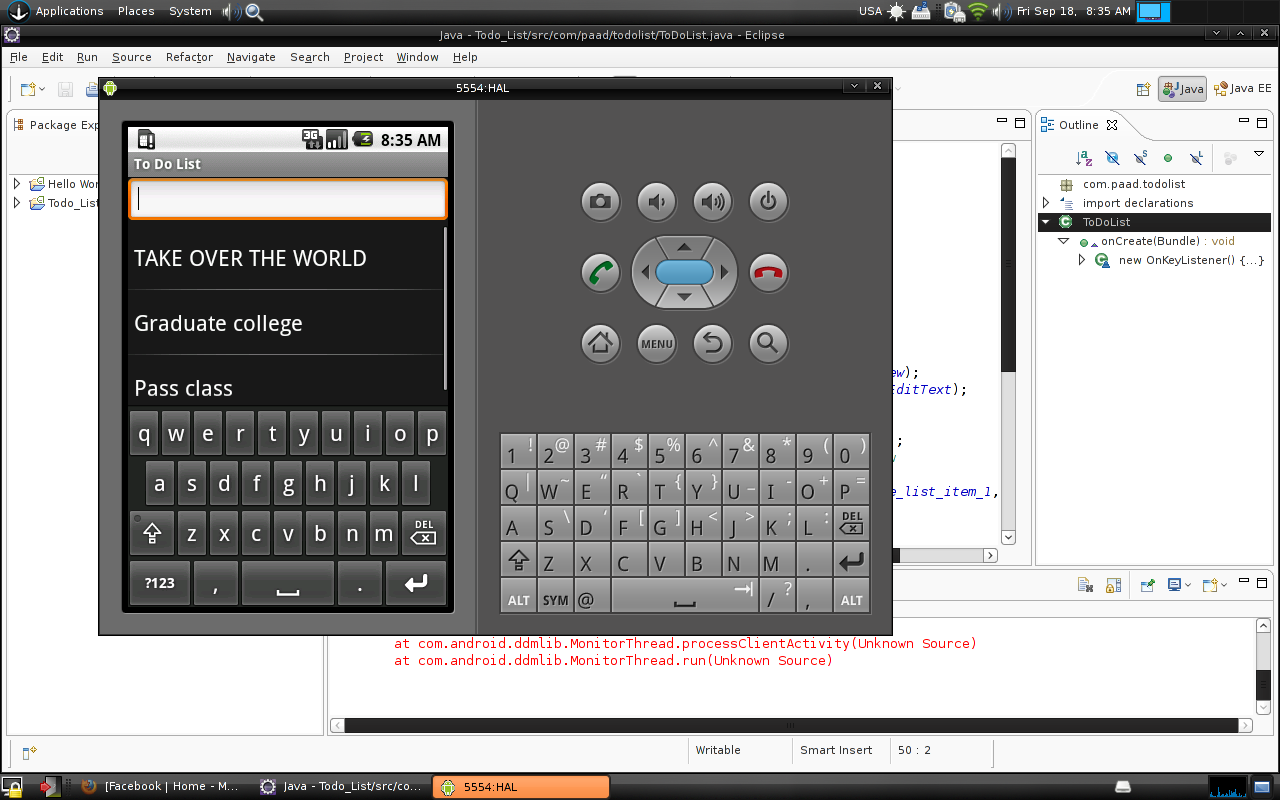 Applications Places System USA Fri Sep 18, 8:35 AM
Java - Todo_List/src/com/paad/todolist/ToDoList.java - Eclipse
File Edit Run Source Refactor Navigate Search Project Window Help
5554:HAL
Java Java EE
Package Exp
Hello Wor
Todo_List
3G 8:35 AM
To Do List
TAKE OVER THE WORLD
Graduate college
Pass class
q w e r t y u i o p
a s d f g h j k l
z x c v b n m DEL
?123 , .
MENU
1 ! 2 @ 3 # 4 $ 5 % 6 ^ 7 & 8 * 9 ( 0 )
Q | W ~ E “ R ` T { Y } U _ I - O + P =
A S \ D ‘ F [ G ] H < J > K ; L : DEL
Z X C V B N M .
ALT SYM @ / ? , ALT
ew);
EditText);
;
e_list_item_1,
Outline
com.paad.todolist
import declarations
ToDoList
onCreate(Bundle) : void
new OnKeyListener() {...}
at com.android.ddmlib.MonitorThread.processClientActivity(Unknown Source)
at com.android.ddmlib.MonitorThread.run(Unknown Source)
Writable Smart Insert 50 : 2
[Facebook | Home - M... Java - Todo_List/src/co... 5554:HAL